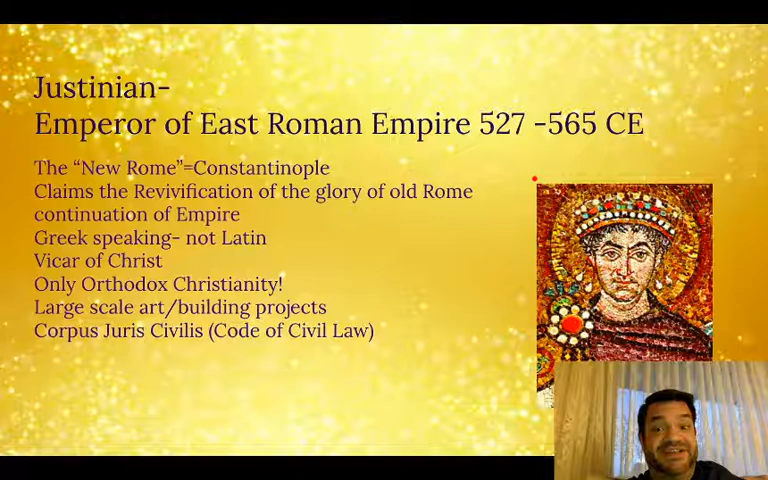 Justinian-
Emperor of East Roman Empire 527 -565 CE
The “New Rome”=Constantinople
Claims the Revivification of the glory of old Rome
continuation of Empire
Greek speaking- not Latin
Vicar of Christ
Only Orthodox Christianity!
Large scale art/building projects
Corpus Juris Civilis (Code of Civil Law)